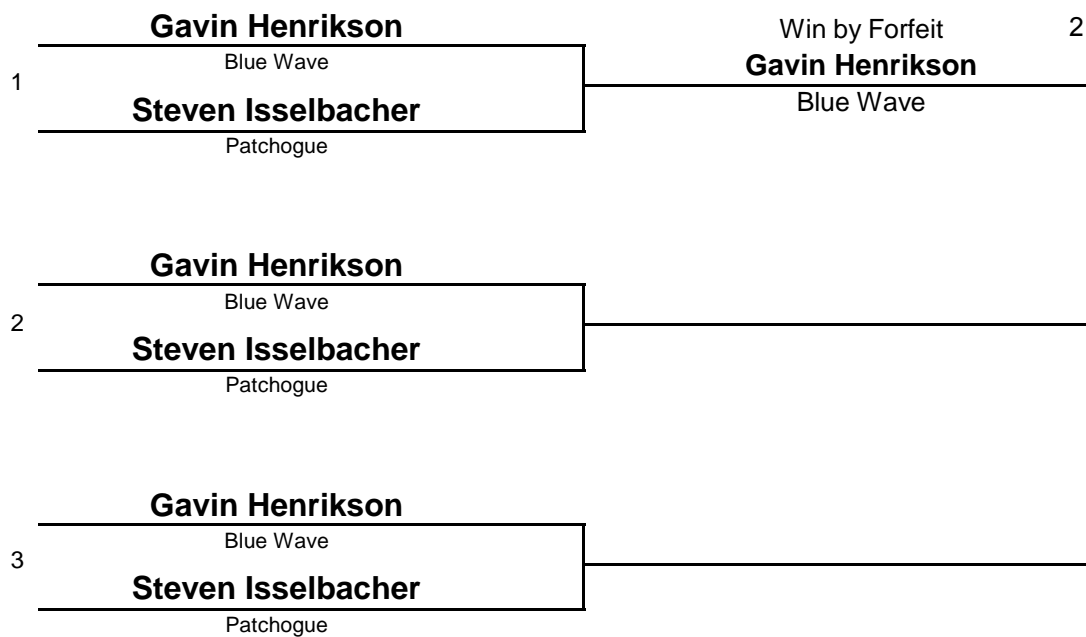 Gavin Henrikson
Blue Wave
1
Steven Isselbacher
Patchogue
Win by Forfeit 2
Gavin Henrikson
Blue Wave
Gavin Henrikson
Blue Wave
2
Steven Isselbacher
Patchogue
Gavin Henrikson
Blue Wave
3
Steven Isselbacher
Patchogue